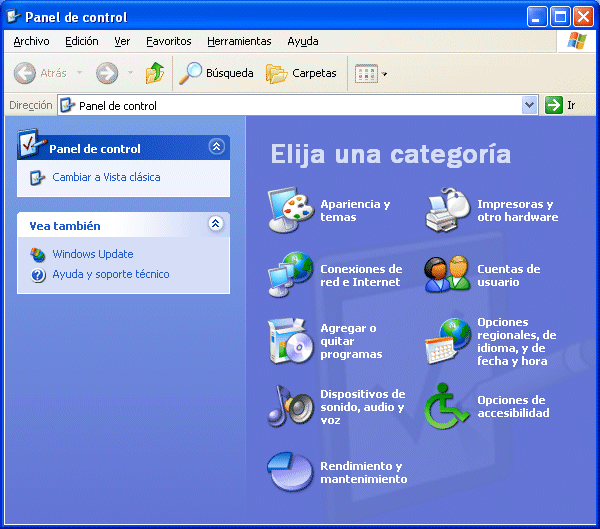 Panel de control
Archivo Edición Ver Favoritos Herramientas Ayuda
Atrás Búsqueda Carpetas
Dirección Panel de control Ir
Panel de control
Cambiar a Vista clásica
Vea también
Windows Update
Ayuda y soporte técnico
Elija una categoría
Apariencia y
temas
Impresoras y
otro hardware
Conexiones de
red e Internet
Cuentas de
usuario
Agregar o
quitar
programas
Opciones
regionales, de
idioma, y de
fecha y hora
Dispositivos de
sonido, audio y
voz
Opciones de
accesibilidad
Rendimiento y
mantenimiento